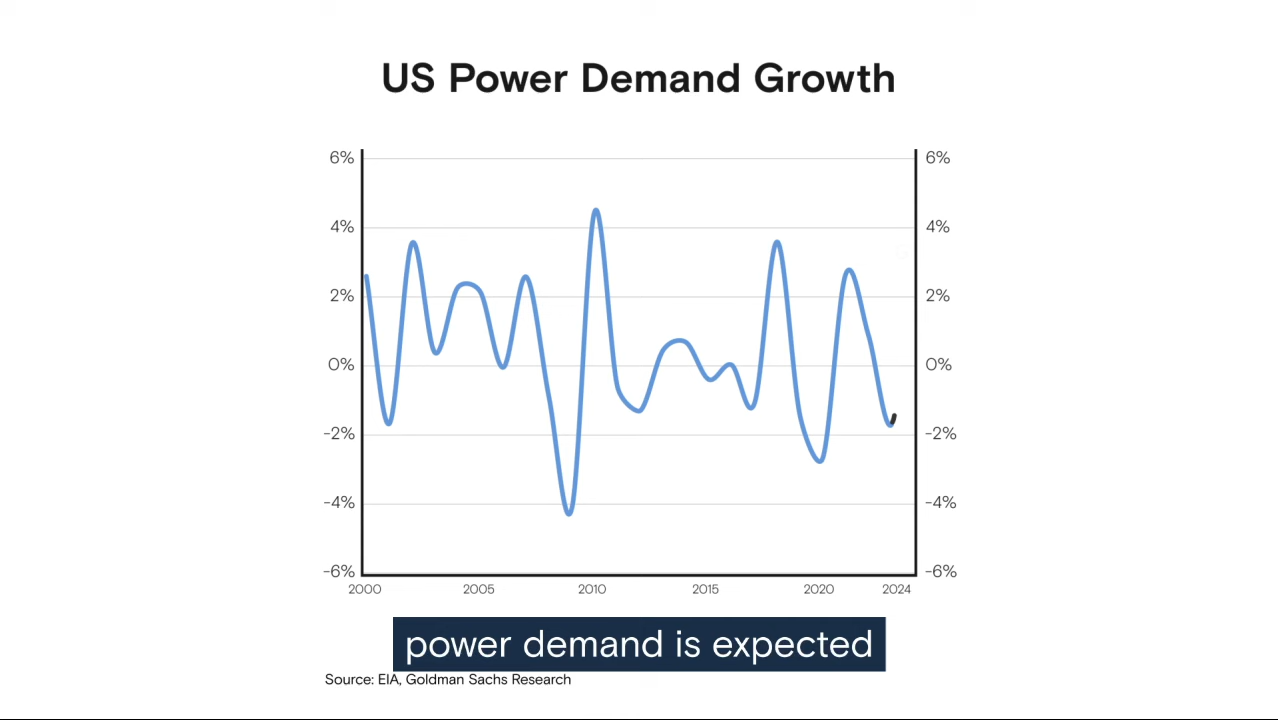 US Power Demand Growth
6% 6%
4% 4%
2% 2%
0% 0%
-2% -2%
-4% -4%
-6% -6%
2000 2005 2010 2015 2020 2024
power demand is expected
Source: EIA, Goldman Sachs Research